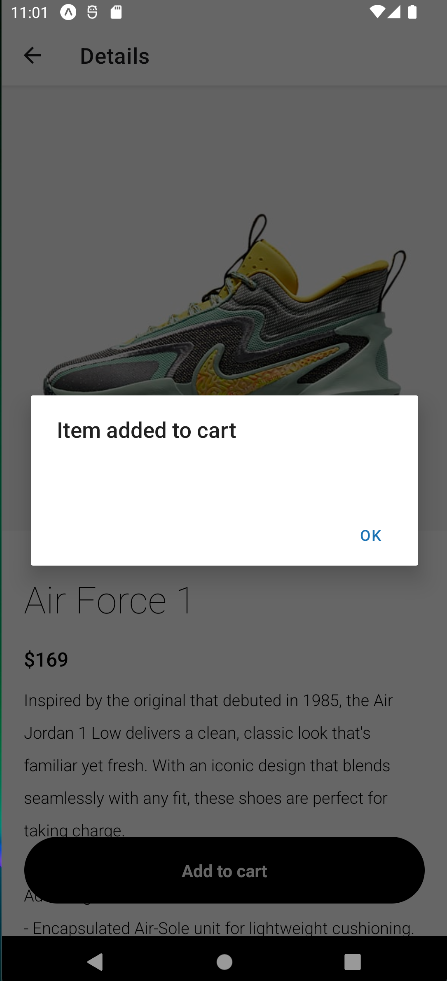 11:01
Details
Item added to cart
OK
Air Force 1
$169
Inspired by the original that debuted in 1985, the Air
Jordan 1 Low delivers a clean, classic look that's
familiar yet fresh. With an iconic design that blends
seamlessly with any fit, these shoes are perfect for
taking charge.
Add to cart
- Encapsulated Air-Sole unit for lightweight cushioning.